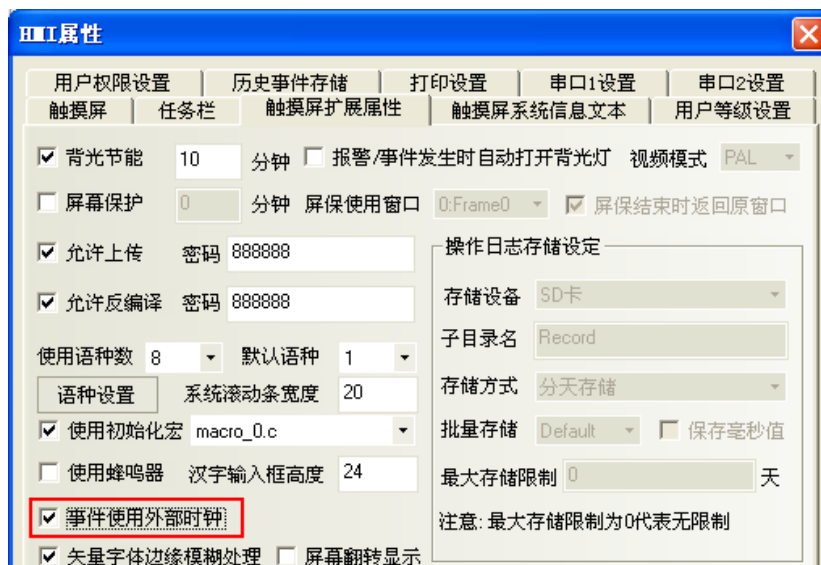 HMI属性
用户权限设置 历史事件存储 打印设置 串口1设置 串口2设置
触摸屏 任务栏 触摸屏扩展属性 触摸屏系统信息文本 用户等级设置
背光节能 10 分钟 报警/事件发生时自动打开背光灯 视频模式 PAL
屏幕保护 0 分钟 屏保使用窗口 0:Frame0 屏保结束时返回原窗口
允许上传 密码 888888
操作日志存储设定
允许反编译 密码 888888
存储设备 SD卡
子目录名 Record
使用语种数 8 默认语种 1
语种设置 系统滚动条宽度 20
存储方式 分天存储
使用初始化宏 macro_0.c
批量存储 Default 保存毫秒值
使用蜂鸣器 汉字输入框高度 24
最大存储限制 0 天
事件使用外部时钟
注意: 最大存储限制为0代表无限制
矢量字体边缘模糊处理 屏幕翻转显示